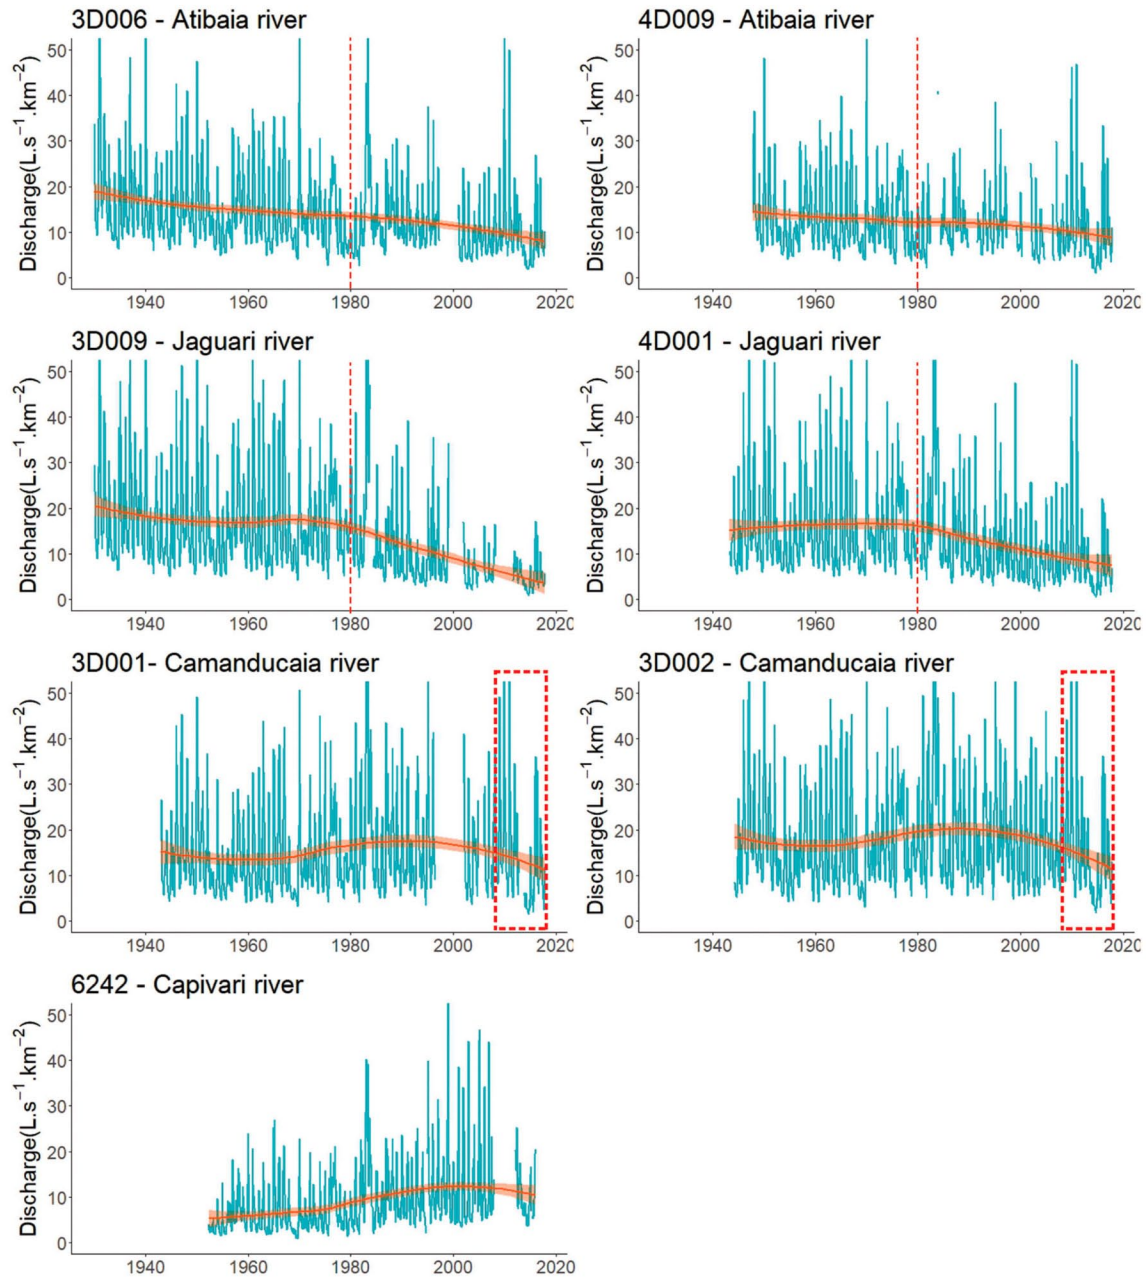 3D006 - Atibaia river
Discharge(L.s⁻¹.km⁻²)
50
40
30
20
10
0
1940 1960 1980 2000 2020
4D009 - Atibaia river
Discharge(L.s⁻¹.km⁻²)
50
40
30
20
10
0
1940 1960 1980 2000 2020
3D009 - Jaguari river
Discharge(L.s⁻¹.km⁻²)
50
40
30
20
10
0
1940 1960 1980 2000 2020
4D001 - Jaguari river
Discharge(L.s⁻¹.km⁻²)
50
40
30
20
10
0
1940 1960 1980 2000 2020
3D001- Camanducaia river
Discharge(L.s⁻¹.km⁻²)
50
40
30
20
10
0
1940 1960 1980 2000 2020
3D002 - Camanducaia river
Discharge(L.s⁻¹.km⁻²)
50
40
30
20
10
0
1940 1960 1980 2000 2020
6242 - Capivari river
Discharge(L.s⁻¹.km⁻²)
50
40
30
20
10
0
1940 1960 1980 2000 2020